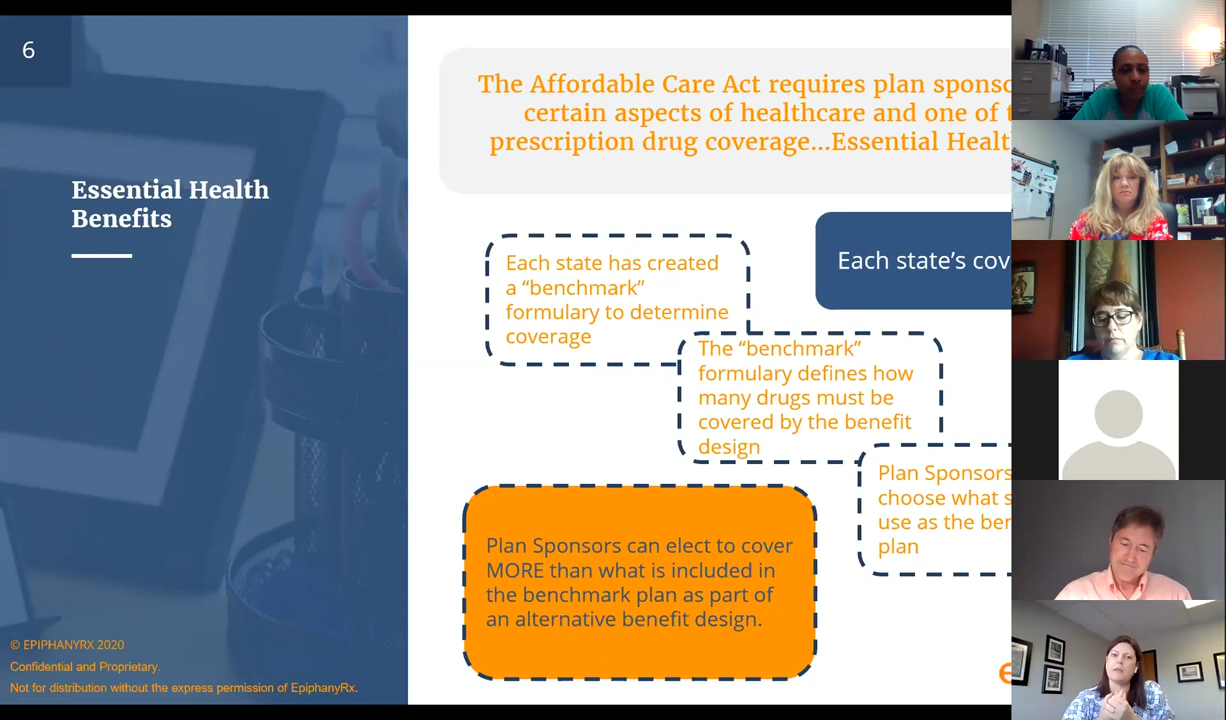 6
Essential Health
Benefits
The Affordable Care Act requires plan
certain aspects of healthcare and one of
prescription drug coverage...Essential
Each state has created
a “benchmark”
formulary to determine
coverage
Each state’s
The “benchmark”
formulary defines how
many drugs must be
covered by the benefit
design
Plan Sponsors
choose what
use as the
plan
Plan Sponsors can elect to cover
MORE than what is included in
the benchmark plan as part of
an alternative benefit design.
© EPIPHANYRX 2020
Confidential and Proprietary.
Not for distribution without the express permission of EpiphanyRx.